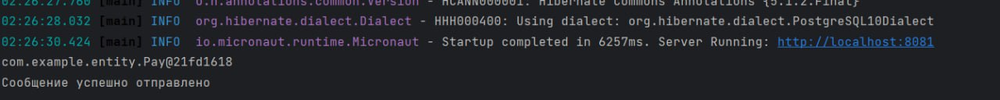 02:26:27.760 [main] INFO  o.h.annotations.common.Version - HCANN000001: Hibernate Commons Annotations {5.1.2.Final}
02:26:28.032 [main] INFO  org.hibernate.dialect.Dialect - HHH000400: Using dialect: org.hibernate.dialect.PostgreSQL10Dialect
02:26:30.424 [main] INFO  io.micronaut.runtime.Micronaut - Startup completed in 6257ms. Server Running: http://localhost:8081
com.example.entity.Pay@21fd1618
Сообщение успешно отправлено